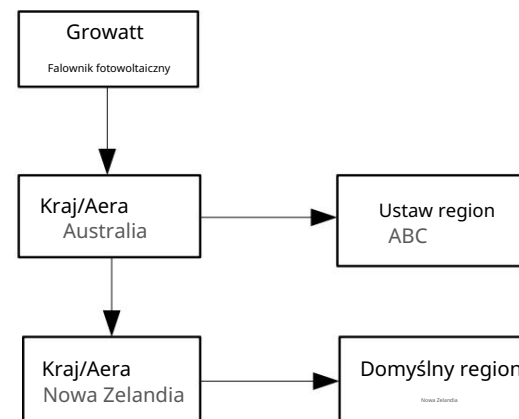 Growatt
Falownik fotowoltaiczny
Kraj/Aera
Australia
Ustaw region
ABC
Kraj/Aera
Nowa Zelandia
Domyślny region
Nowa Zelandia